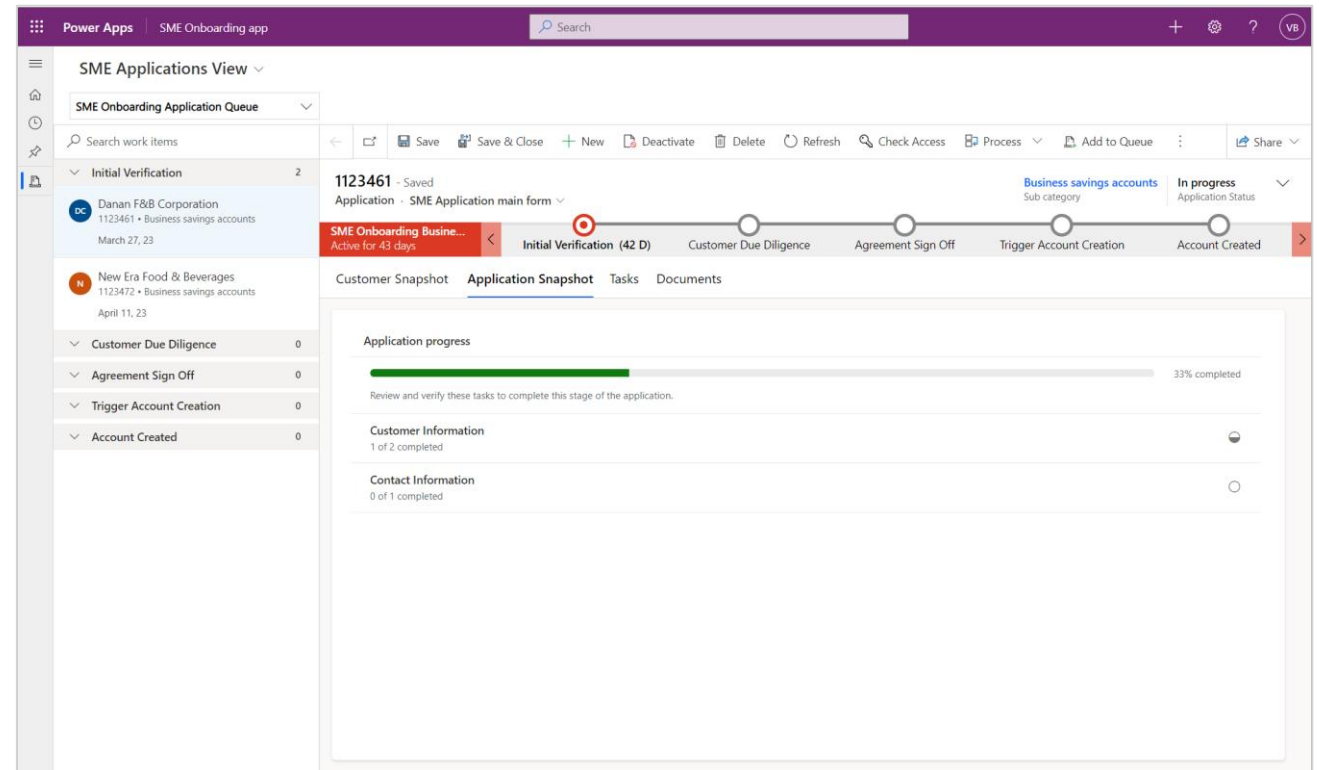 Power Apps SME Onboarding app Search ? VB
SME Applications View
SME Onboarding Application Queue
Search work items
Save Save & Close New Deactivate Delete Refresh Check Access Process Add to Queue Share
Initial Verification 2
Danan F&B Corporation
DC
1123461 • Business savings accounts
March 27, 23
New Era Food & Beverages
N
1123472 • Business savings accounts
April 11, 23
Customer Due Diligence 0
Agreement Sign Off 0
Trigger Account Creation 0
Account Created 0
1123461 - Saved
Application · SME Application main form
Business savings accounts
Sub category
In progress
Application Status
SME Onboarding Busine...
Active for 43 days
Initial Verification (42 D) Customer Due Diligence Agreement Sign Off Trigger Account Creation Account Created
Customer Snapshot Application Snapshot Tasks Documents
Application progress
33% completed
Review and verify these tasks to complete this stage of the application.
Customer Information
1 of 2 completed
Contact Information
0 of 1 completed